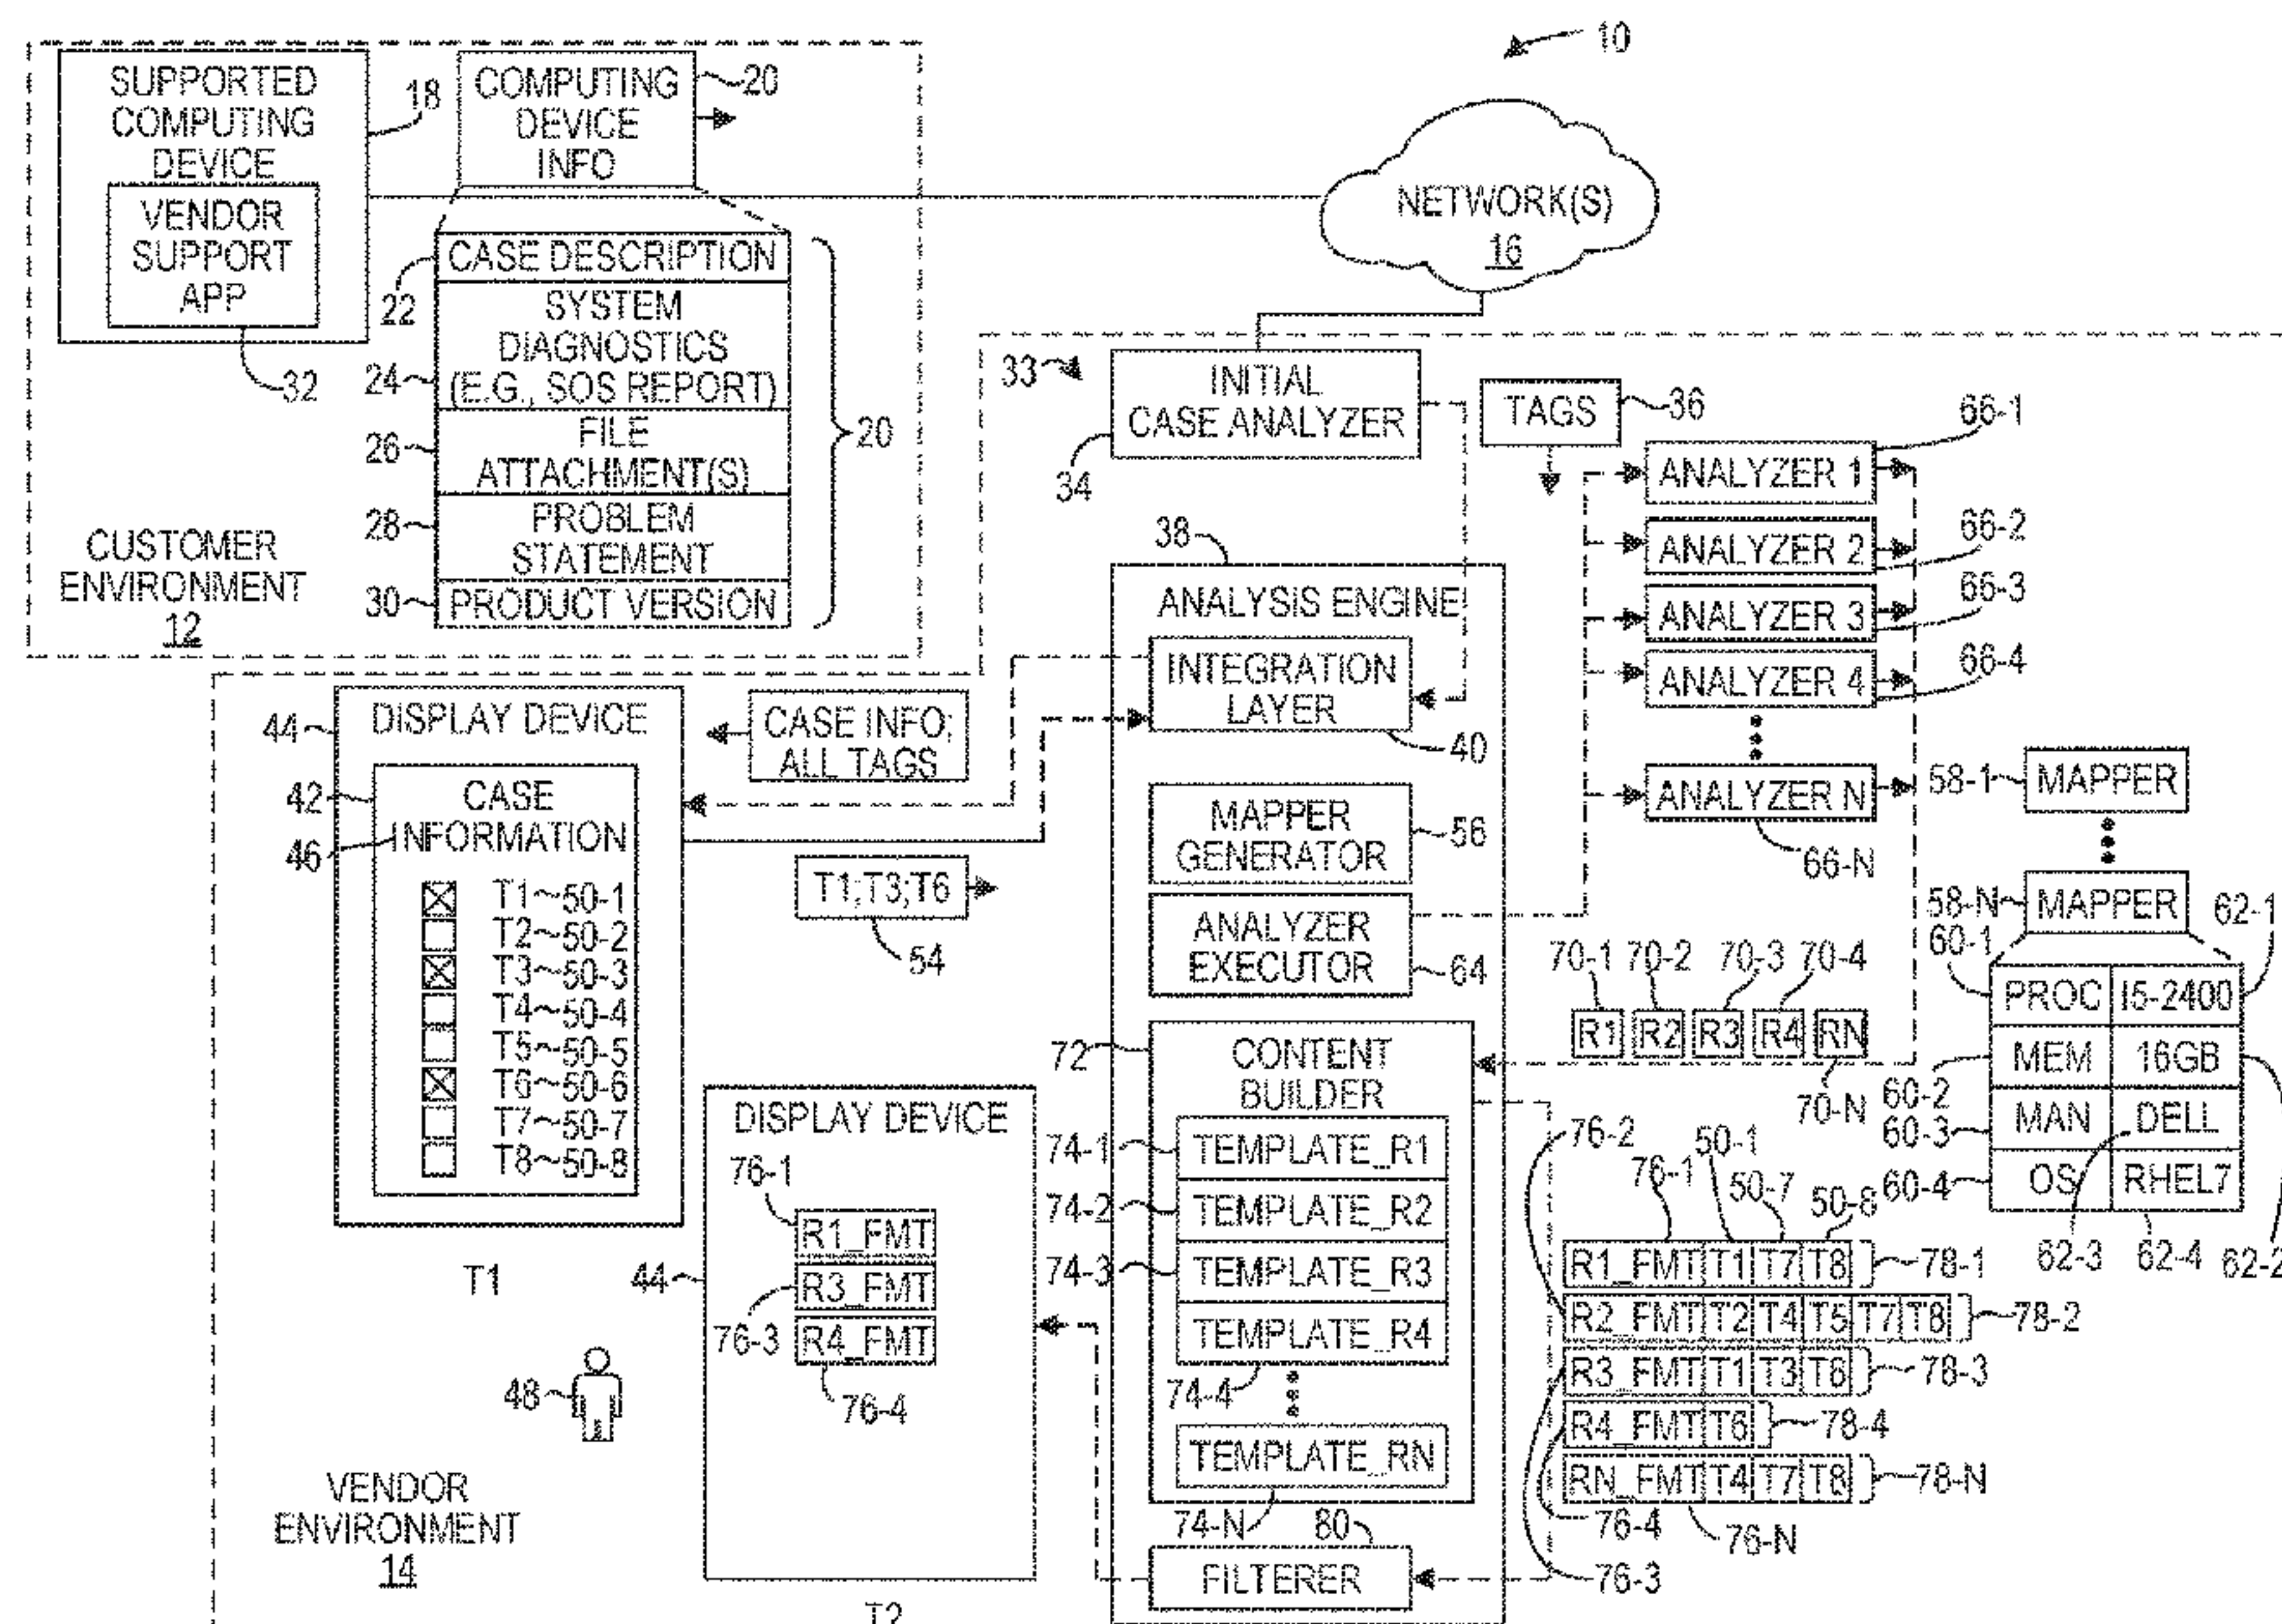 10
SUPPORTED
COMPUTING
DEVICE
18
VENDOR
SUPPORT
APP
32
COMPUTING
DEVICE
INFO
20
CASE DESCRIPTION
22
SYSTEM
DIAGNOSTICS
(E.G., SOS REPORT)
24
FILE
ATTACHMENT(S)
26
PROBLEM
STATEMENT
28
PRODUCT VERSION
30
20
CUSTOMER
ENVIRONMENT
12
NETWORK(S)
16
33
INITIAL
CASE ANALYZER
34
TAGS
36
38
ANALYSIS ENGINE
INTEGRATION
LAYER
40
MAPPER
GENERATOR
56
ANALYZER
EXECUTOR
64
ANALYZER 1
66-1
ANALYZER 2
66-2
ANALYZER 3
66-3
ANALYZER 4
66-4
ANALYZER N
66-N
58-1
MAPPER
58-N
MAPPER
60-1
62-1
PROC
I5-2400
MEM
16GB
MAN
DELL
OS
RHEL7
60-2
60-3
60-4
62-3
62-4
62-2
44
DISPLAY DEVICE
42
CASE
INFORMATION
46
T1~50-1
T2~50-2
T3~50-3
T4~50-4
T5~50-5
T6~50-6
T7~50-7
T8~50-8
T1
CASE INFO;
ALL TAGS
T1;T3;T6
54
70-1
70-2
70-3
70-4
R1
R2
R3
R4
RN
70-N
72
CONTENT
BUILDER
74-1
TEMPLATE_R1
74-2
TEMPLATE_R2
74-3
TEMPLATE_R3
TEMPLATE_R4
74-4
TEMPLATE_RN
74-N
80
FILTERER
DISPLAY DEVICE
76-1
R1_FMT
R3_FMT
76-3
R4_FMT
76-4
44
T2
48
VENDOR
ENVIRONMENT
14
76-2
76-1
50-1
50-7
50-8
R1_FMT T1 T7 T8
78-1
R2_FMT T2 T4 T5 T7 T8
78-2
R3_FMT T1 T3 T6
78-3
R4_FMT T6
78-4
RN_FMT T4 T7 T8
78-N
76-4
76-N
76-3